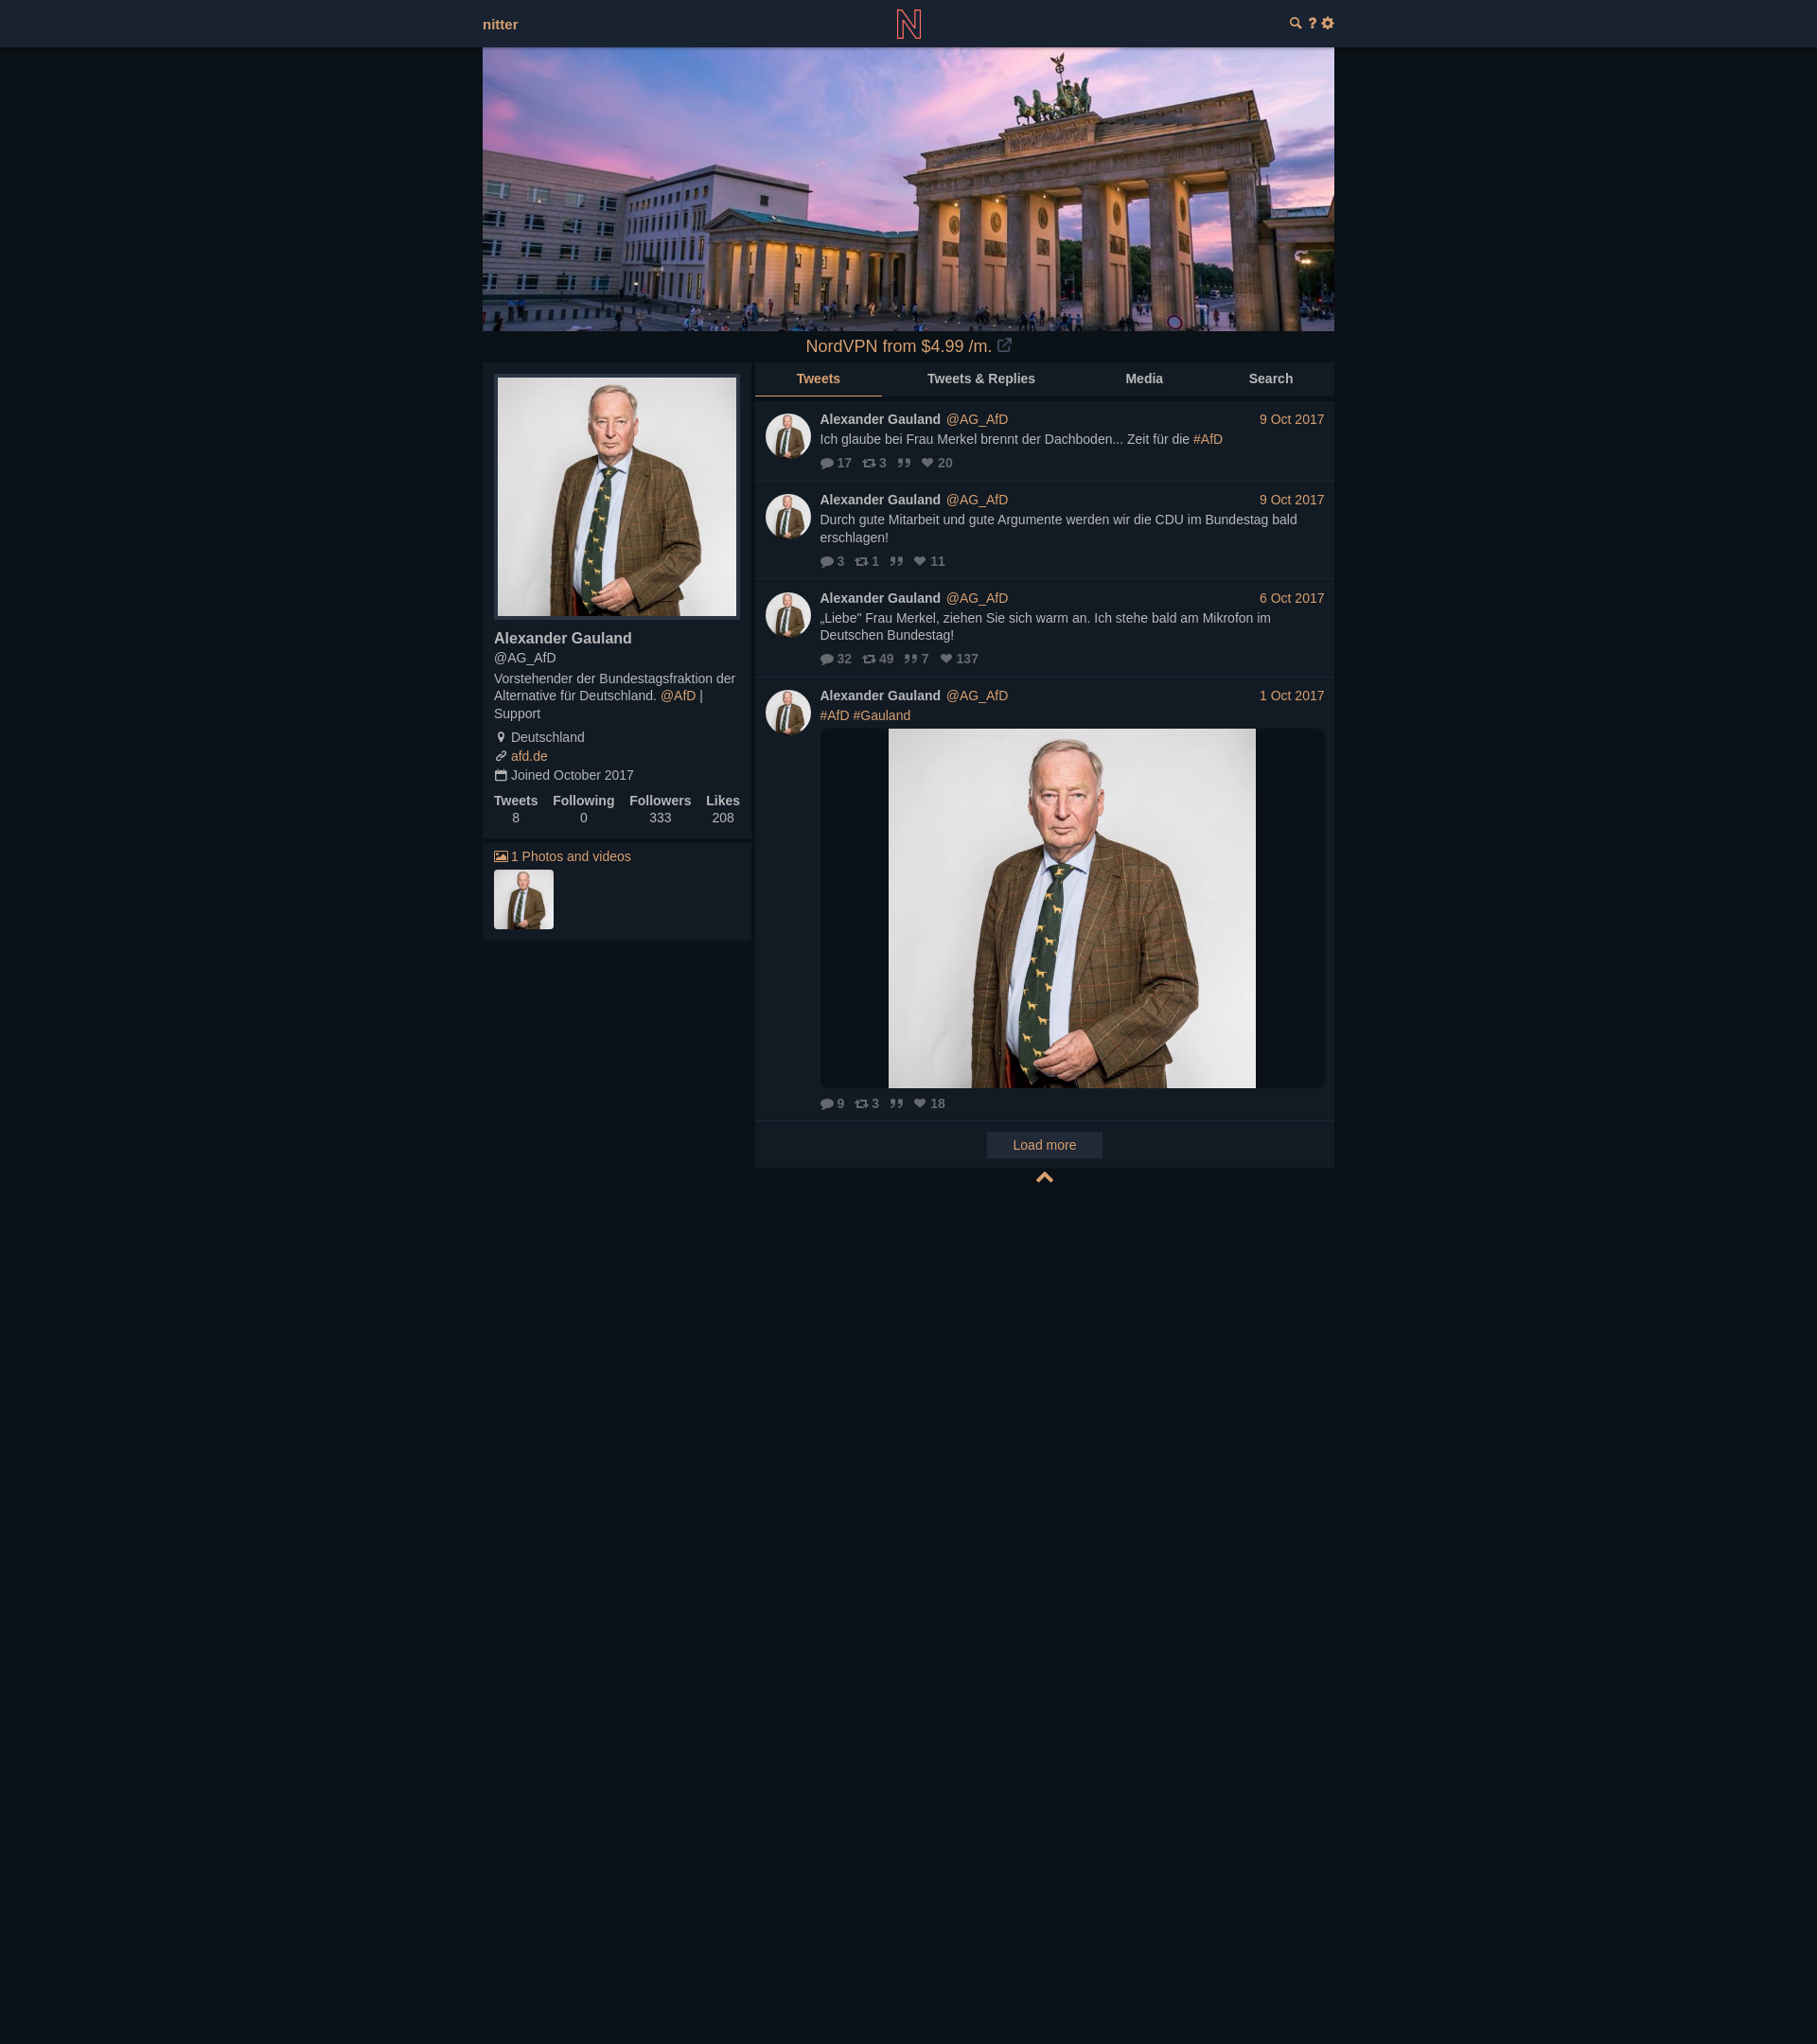 nitter
NordVPN from $4.99 /m.
Alexander Gauland
@AG_AfD
Vorstehender der Bundestagsfraktion der
Alternative für Deutschland. @AfD |
Support
Deutschland
afd.de
Joined October 2017
Tweets Following Followers Likes
8 0 333 208
1 Photos and videos
Tweets Tweets & Replies Media Search
Alexander Gauland @AG_AfD 9 Oct 2017
Ich glaube bei Frau Merkel brennt der Dachboden... Zeit für die #AfD
17 3 20
Alexander Gauland @AG_AfD 9 Oct 2017
Durch gute Mitarbeit und gute Argumente werden wir die CDU im Bundestag bald
erschlagen!
3 1 11
Alexander Gauland @AG_AfD 6 Oct 2017
„Liebe" Frau Merkel, ziehen Sie sich warm an. Ich stehe bald am Mikrofon im
Deutschen Bundestag!
32 49 7 137
Alexander Gauland @AG_AfD 1 Oct 2017
#AfD #Gauland
9 3 18
Load more